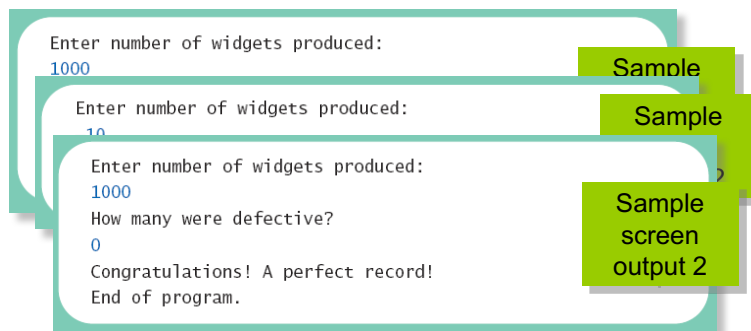 Enter number of widgets produced:
1000
Sample
Enter number of widgets produced:
10
Sample
2
Enter number of widgets produced:
1000
How many were defective?
0
Congratulations! A perfect record!
End of program.
Sample
screen
output 2